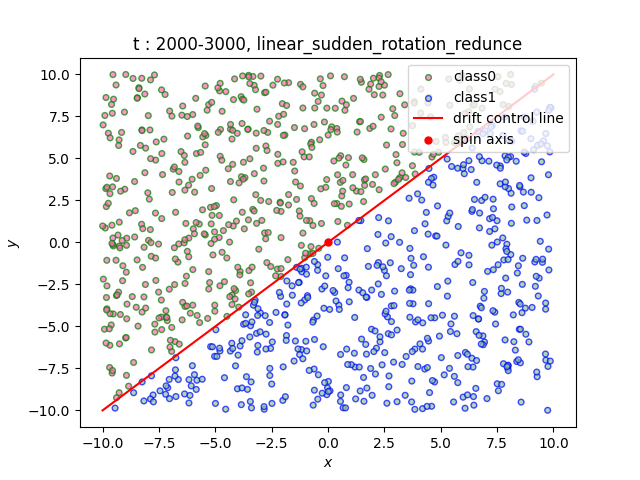 t : 2000-3000, linear_sudden_rotation_redunce
class0
class1
drift control line
spin axis
10.0
7.5
5.0
2.5
0.0
−2.5
−5.0
−7.5
−10.0
y
−10.0 −7.5 −5.0 −2.5 0.0 2.5 5.0 7.5 10.0
x